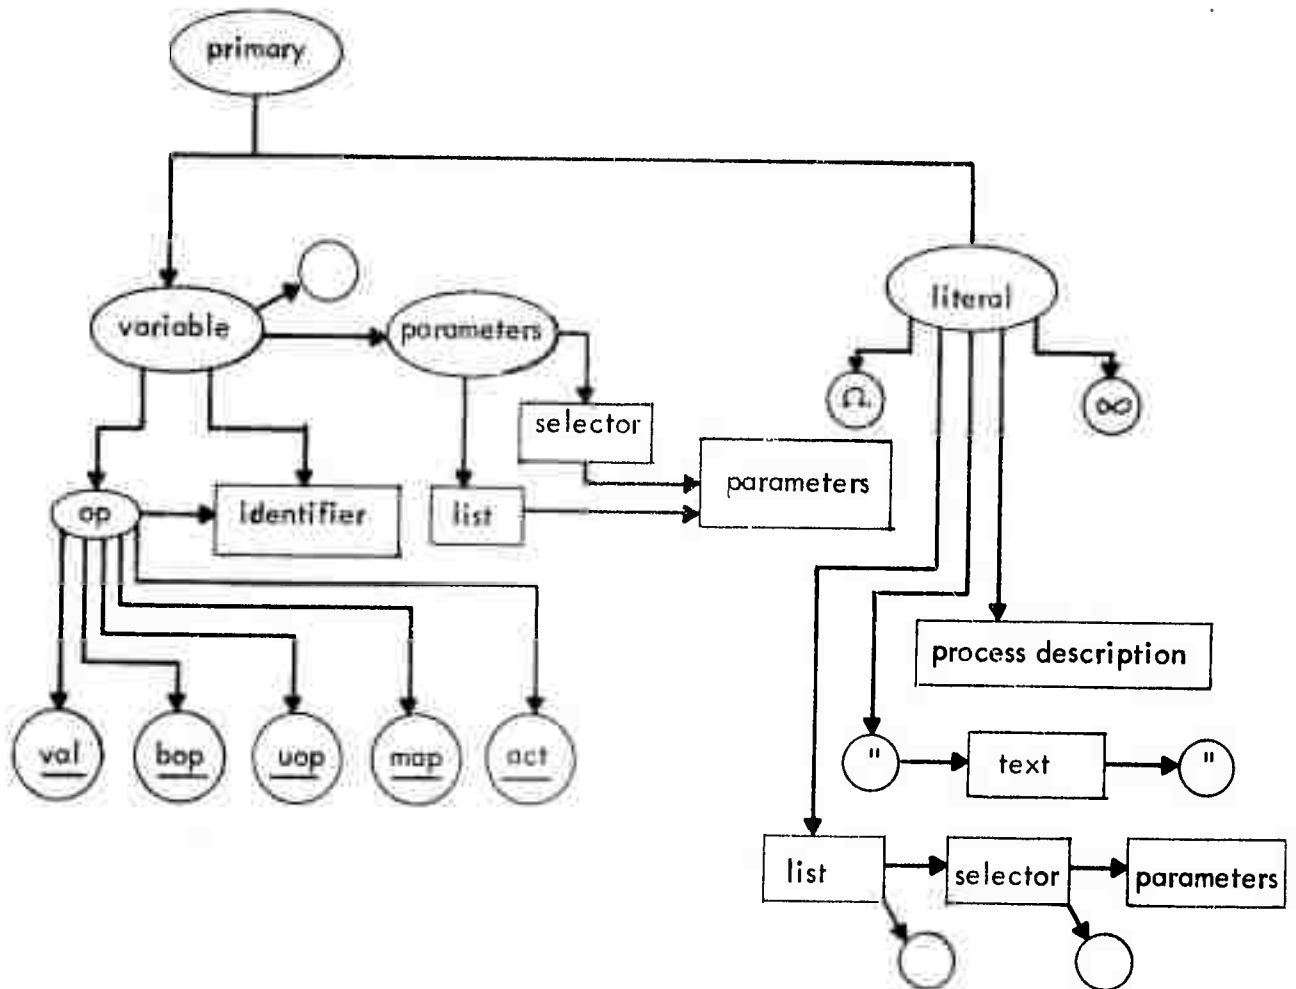 primary
variable
parameters
literal
Ω
∞
selector
parameters
op
identifier
list
process description
val
bop
uop
map
act
"
text
"
list
selector
parameters